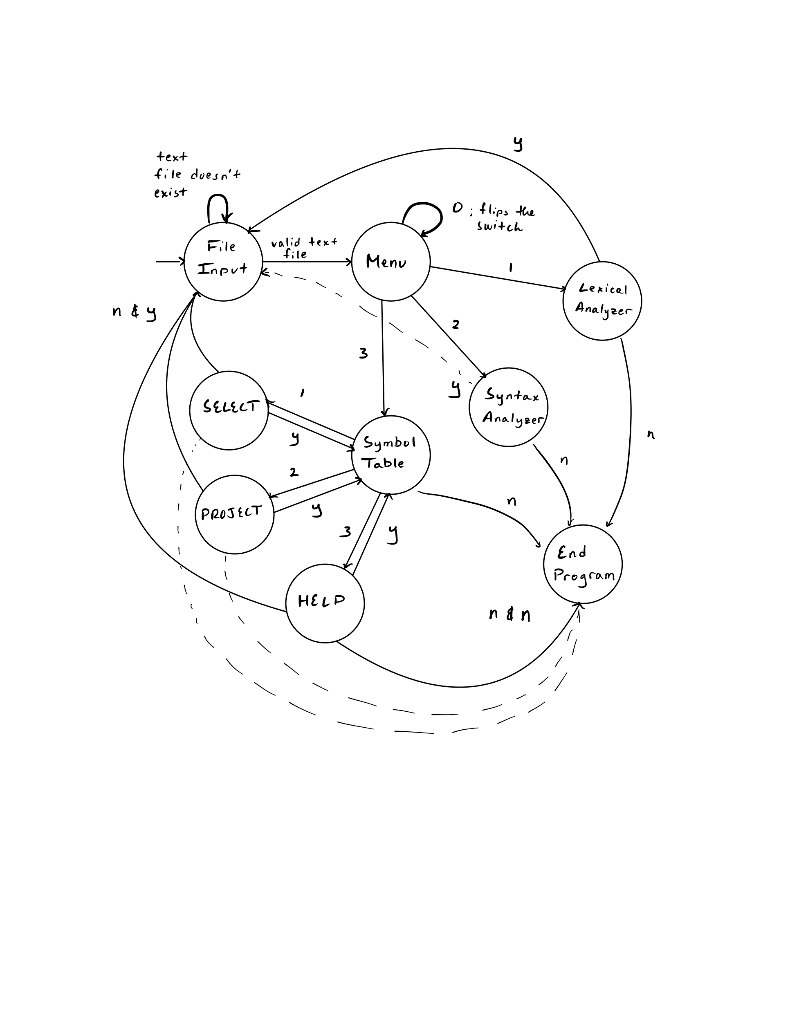 y
text
file doesn't
exist
0 ; flips the
switch
File
Input
valid text
file
Menu
1
Lexical
Analyzer
n & y
2
3
y
Syntax
Analyzer
SELECT
1
y
Symbol
Table
n
n
2
PROJECT
y
n
3
y
End
Program
HELP
n & n